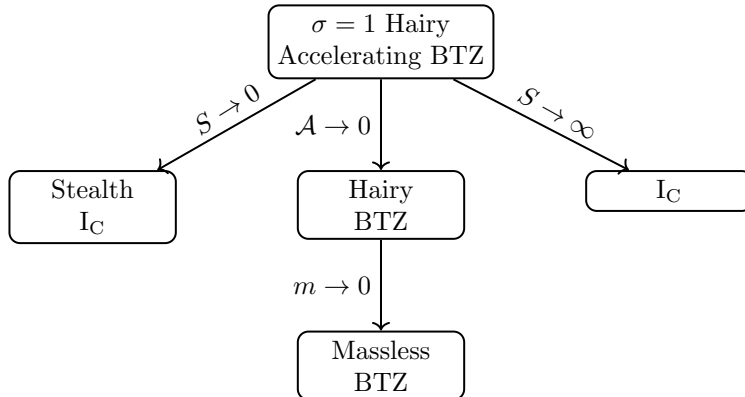 σ = 1 Hairy
Accelerating BTZ
S → 0
𝒜 → 0
S → ∞
Stealth
I_C
Hairy
BTZ
I_C
m → 0
Massless
BTZ